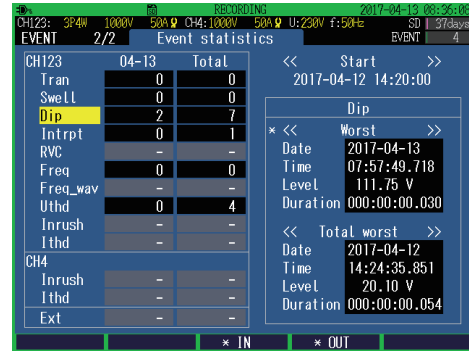 RECORDING 2017-04-13 08:36:08
CH123: 3P4W 1000V 50A CH4:1000V 50A U:230V f:50Hz SD 37days
EVENT 2/2 Event statistics EVENT 4
CH123 04-13 Total
Tran 0 0
Swell 0 0
Dip 2 7
Intrpt 0 1
RVC - -
Freq 0 0
Freq_wav - -
Uthd 0 4
Inrush - -
Ithd - -
CH4
Inrush - -
Ithd - -
Ext - -
<< Start >>
2017-04-12 14:20:00
Dip
* << Worst >>
Date 2017-04-13
Time 07:57:49.718
Level 111.75 V
Duration 000:00:00.030
<< Total worst >>
Date 2017-04-12
Time 14:24:35.851
Level 20.10 V
Duration 000:00:00.054
* IN * OUT